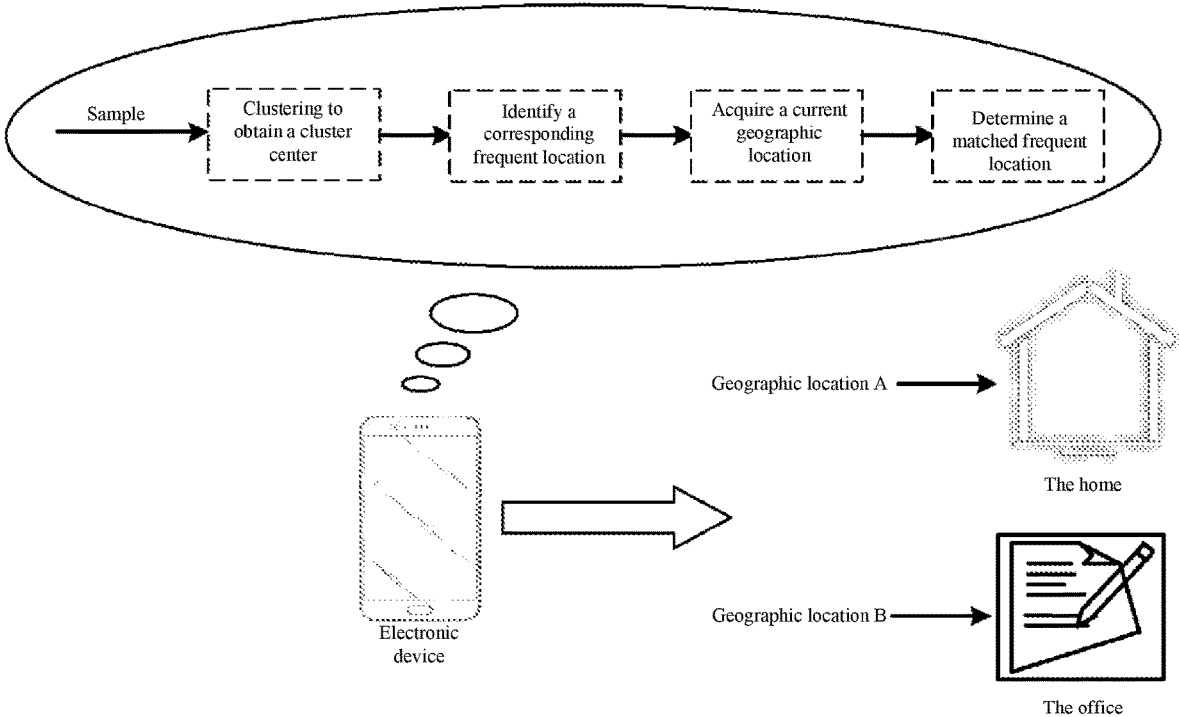 Sample
Clustering to
obtain a cluster
center
Identify a
corresponding
frequent location
Acquire a current
geographic
location
Determine a
matched frequent
location
Geographic location A
The home
Electronic
device
Geographic location B
The office